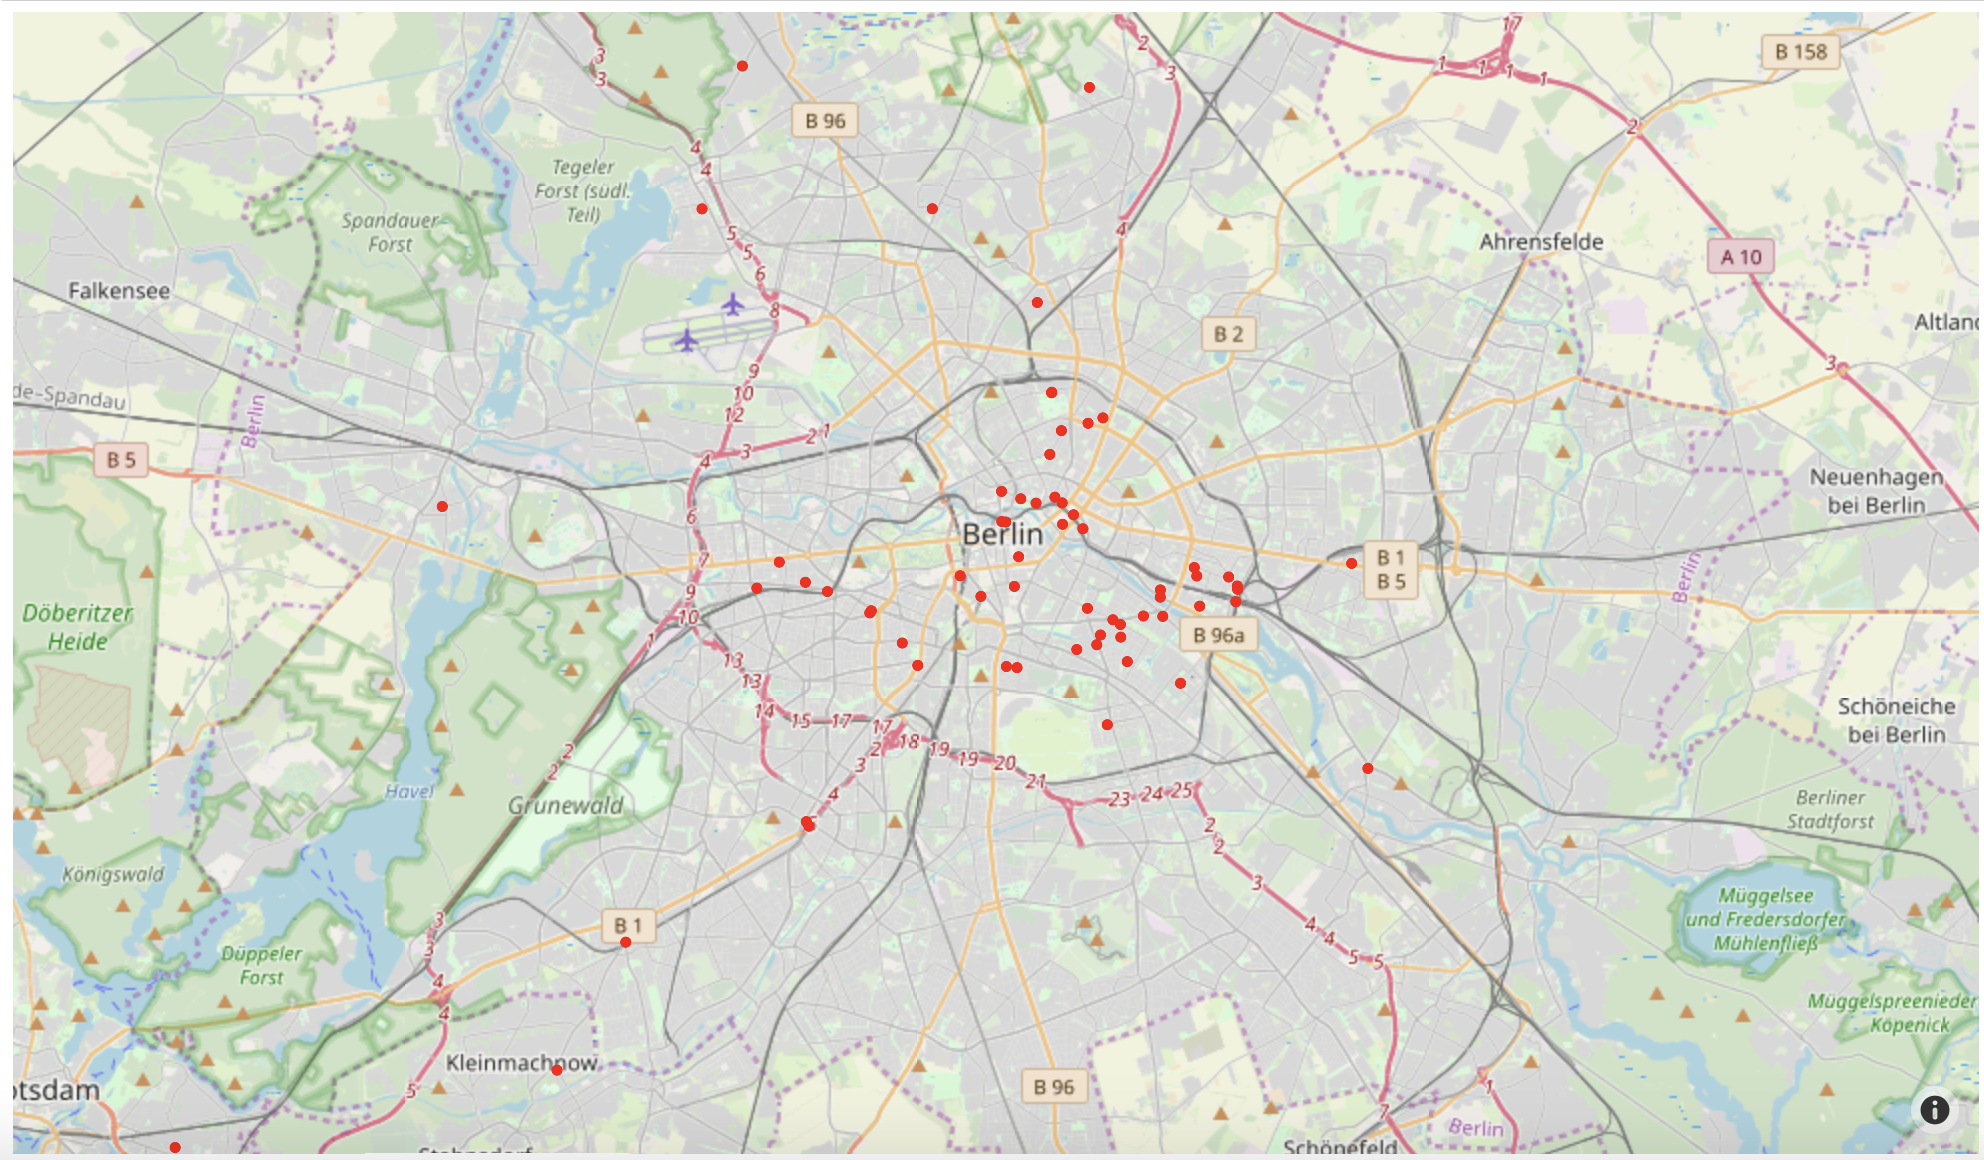 17
2
3
3
3
1
1
1
1
B 158
B 96
2
4
4
Tegeler
Forst (südl.
Teil)
Spandauer
Forst
5
5
4
Ahrensfelde
A 10
6
Falkensee
8
B 2
Altland
3
9
10
12
de-Spandau
Berlin
2
1
3
4
B 5
Neuenhagen
bei Berlin
6
Berlin
7
B 1
B 5
Berlin
9
10
Döberitzer
Heide
1
B 96a
13
13
14
15
17
17
18
2
19
19
20
21
3
4
23
24
25
2
2
3
4
4
5
5
2
2
Schöneiche
bei Berlin
Havel
Grunewald
Berliner
Stadtforst
Königswald
Müggelsee
und Fredersdorfer
Mühlenfließ
3
3
B 1
Düppeler
Forst
4
4
Müggelspreenieder
Köpenick
Kleinmachnow
otsdam
5
B 96
1
7
Berlin
Schönefeld
Stahnsdorf